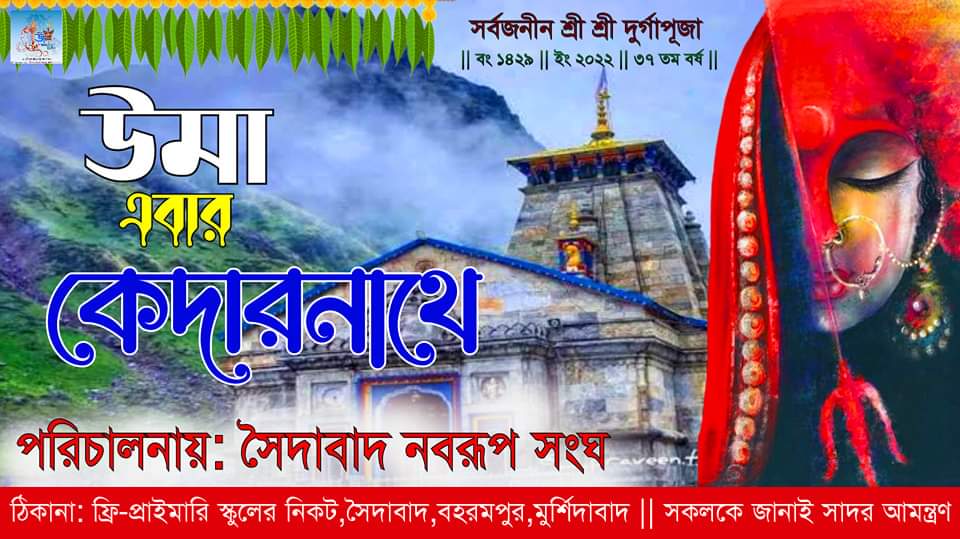 সর্বজনীন শ্রী শ্রী দুর্গাপূজা
|| বং ১৪২৯ || ইং ২০২২ || ৩৭ তম বর্ষ ||
উমা
এবার
কেদারনাথে
পরিচালনায়: সৈদাবাদ নবরূপ সংঘ
ঠিকানা: ফ্রি-প্রাইমারি স্কুলের নিকট,সৈদাবাদ,বহরমপুর,মুর্শিদাবাদ || সকলকে জানাই সাদর আমন্ত্রণ